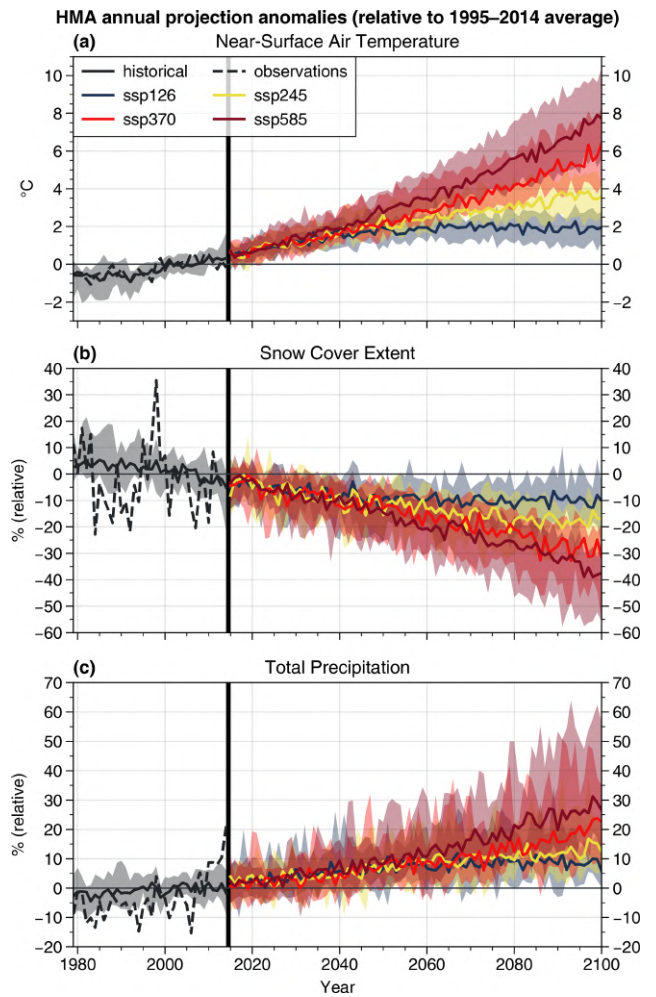 HMA annual projection anomalies (relative to 1995–2014 average)
(a) Near-Surface Air Temperature
historical observations
ssp126 ssp245
ssp370 ssp585
°C
10 10
8 8
6 6
4 4
2 2
0 0
−2 −2
(b) Snow Cover Extent
% (relative)
40 40
30 30
20 20
10 10
0 0
−10 −10
−20 −20
−30 −30
−40 −40
−50 −50
−60 −60
(c) Total Precipitation
% (relative)
70 70
60 60
50 50
40 40
30 30
20 20
10 10
0 0
−10 −10
−20 −20
1980 2000 2020 2040 2060 2080 2100
Year